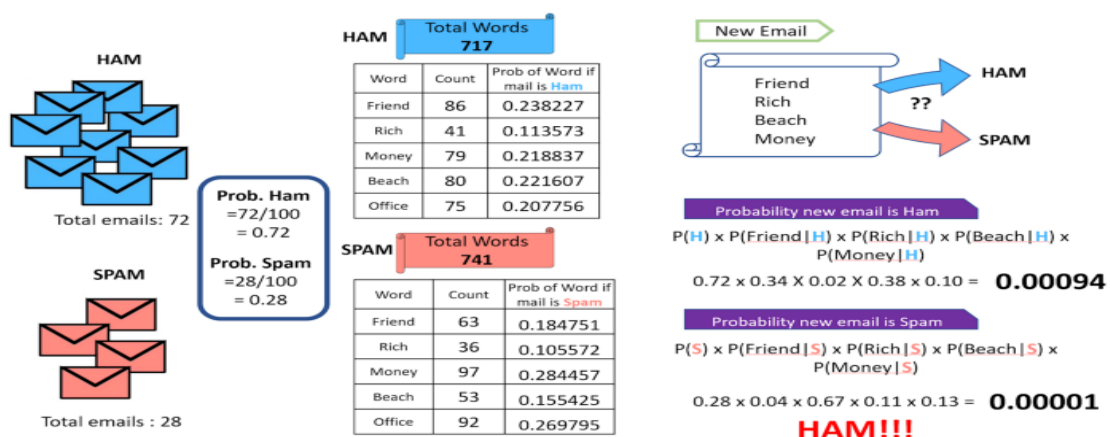 HAM
Total emails: 72
SPAM
Total emails : 28
Prob. Ham
=72/100
= 0.72
Prob. Spam
=28/100
= 0.28
HAM
Total Words
717
Word Count Prob of Word if mail is Ham
Friend 86 0.238227
Rich 41 0.113573
Money 79 0.218837
Beach 80 0.221607
Office 75 0.207756
SPAM
Total Words
741
Word Count Prob of Word if mail is Spam
Friend 63 0.184751
Rich 36 0.105572
Money 97 0.284457
Beach 53 0.155425
Office 92 0.269795
New Email
Friend
Rich
Beach
Money
HAM
??
SPAM
Probability new email is Ham
P(H) x P(Friend|H) x P(Rich|H) x P(Beach|H) x
P(Money|H)
0.72 x 0.34 X 0.02 X 0.38 x 0.10 = 0.00094
Probability new email is Spam
P(S) x P(Friend|S) x P(Rich|S) x P(Beach|S) x
P(Money|S)
0.28 x 0.04 x 0.67 x 0.11 x 0.13 = 0.00001
HAM!!!